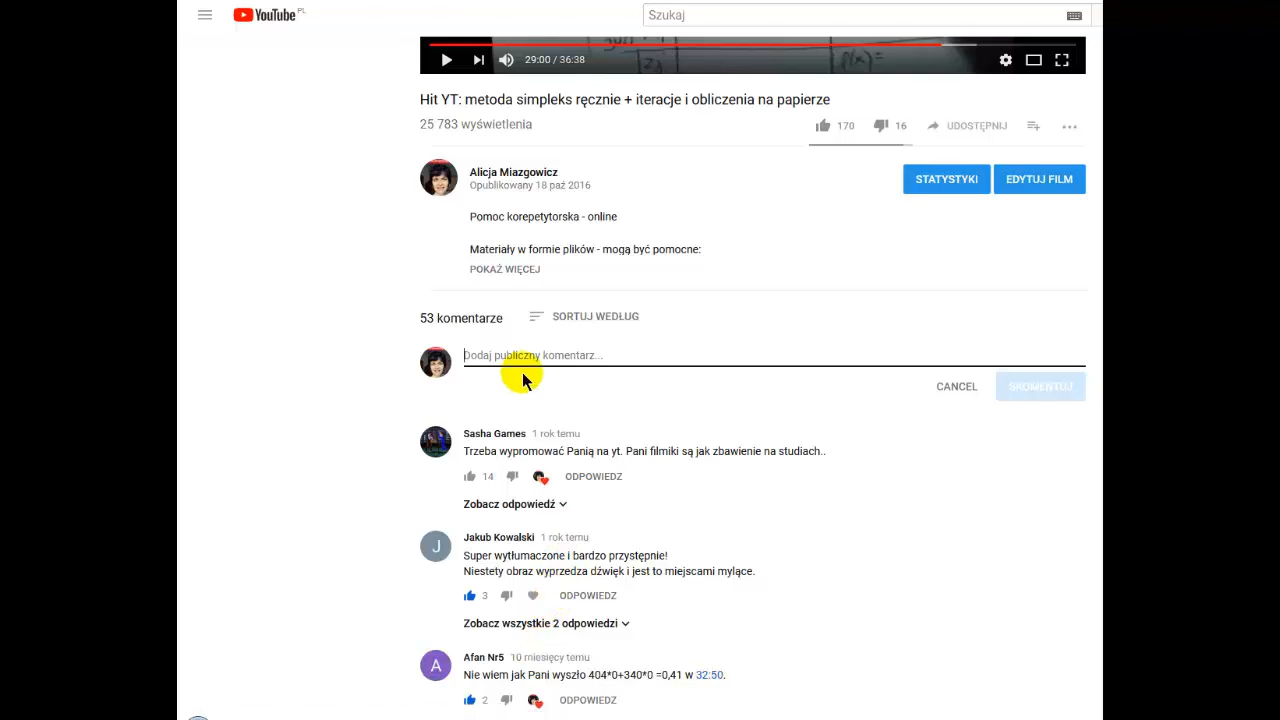 YouTube PL
Szukaj
29:00 / 36:38
Hit YT: metoda simpleks ręcznie + iteracje i obliczenia na papierze
25 783 wyświetlenia
170
16
UDOSTĘPNIJ
Alicja Miazgowicz
Opublikowany 18 paź 2016
STATYSTYKI
EDYTUJ FILM
Pomoc korepetytorska - online
Materiały w formie plików - mogą być pomocne:
POKAŻ WIĘCEJ
53 komentarze
SORTUJ WEDŁUG
Dodaj publiczny komentarz...
CANCEL
SKOMENTUJ
Sasha Games 1 rok temu
Trzeba wypromować Panią na yt. Pani filmiki są jak zbawienie na studiach..
14
ODPOWIEDZ
Zobacz odpowiedź
J
Jakub Kowalski 1 rok temu
Super wytłumaczone i bardzo przystępnie!
Niestety obraz wyprzedza dźwięk i jest to miejscami mylące.
3
ODPOWIEDZ
Zobacz wszystkie 2 odpowiedzi
A
Afan Nr5 10 miesięcy temu
Nie wiem jak Pani wyszło 404*0+340*0 =0,41 w 32:50.
2
ODPOWIEDZ